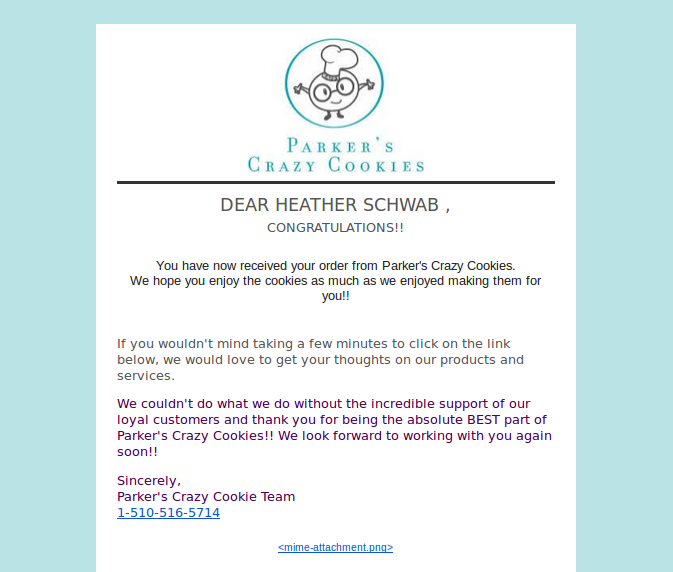 PARKER'S
CRAZY COOKIES
DEAR HEATHER SCHWAB ,
CONGRATULATIONS!!
You have now received your order from Parker's Crazy Cookies.
We hope you enjoy the cookies as much as we enjoyed making them for
you!!
If you wouldn't mind taking a few minutes to click on the link
below, we would love to get your thoughts on our products and
services.
We couldn't do what we do without the incredible support of our
loyal customers and thank you for being the absolute BEST part of
Parker's Crazy Cookies!! We look forward to working with you again
soon!!
Sincerely,
Parker's Crazy Cookie Team
1-510-516-5714
<mime-attachment.png>